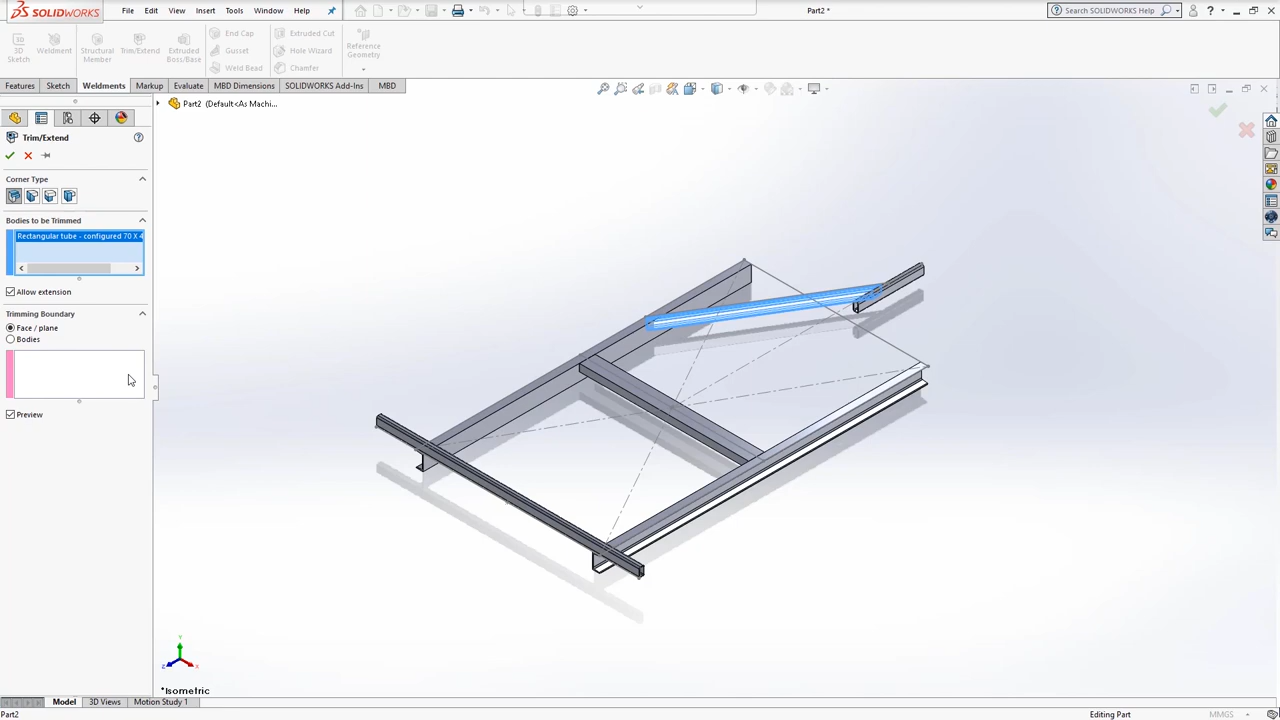 SOLIDWORKS File Edit View Insert Tools Window Help Part2 * Search SOLIDWORKS Help ?
3D Sketch
Weldment
Structural Member
Trim/Extend
Extruded Boss/Base
End Cap
Gusset
Weld Bead
Extruded Cut
Hole Wizard
Chamfer
Reference Geometry
Features Sketch Weldments Markup Evaluate MBD Dimensions SOLIDWORKS Add-Ins MBD
Part2 (Default<As Machi...
Trim/Extend
Corner Type
Bodies to be Trimmed
Rectangular tube - configured 70 X 4
Allow extension
Trimming Boundary
Face / plane
Bodies
Preview
Y
Z
X
*Isometric
Model 3D Views Motion Study 1
Part2 Editing Part MMGS